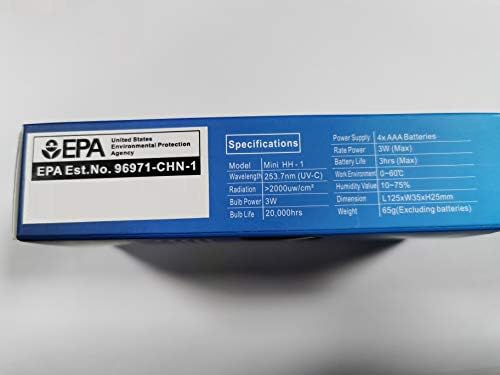 EPA
United States
Environmental Protection
Agency
EPA Est.No. 96971-CHN-1
Specifications
Model Mini HH - 1
Wavelength 253.7nm (UV-C)
Radiation >2000uw/cm²
Bulb Power 3W
Bulb Life 20,000hrs
Power Supply 4x AAA Batteries
Rate Power 3W (Max)
Battery Life 3hrs (Max)
Work Environment 0~60℃
Humidity Value 10~75%
Dimension L125xW35xH25mm
Weight 65g(Excluding batteries)